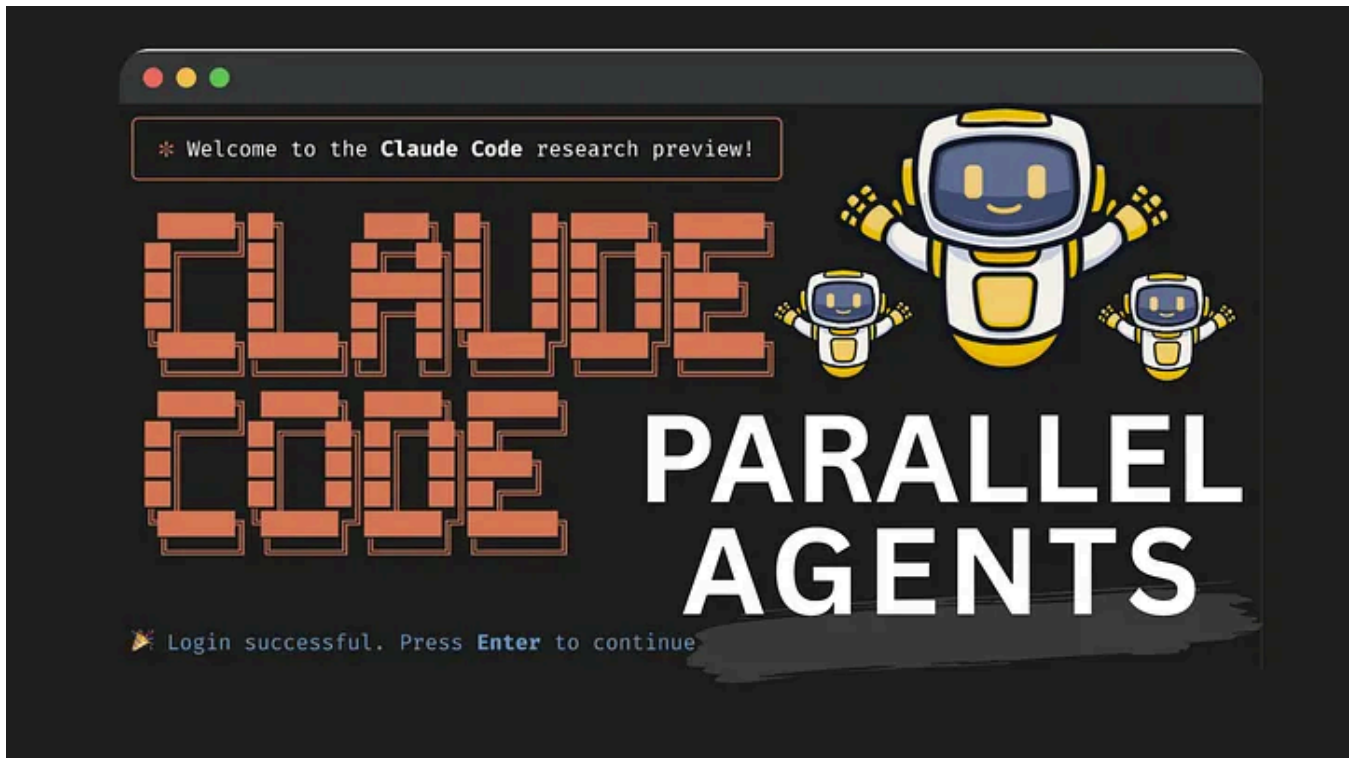 ✻ Welcome to the Claude Code research preview!
CLAUDE
CODE
PARALLEL
AGENTS
🎉 Login successful. Press Enter to continue